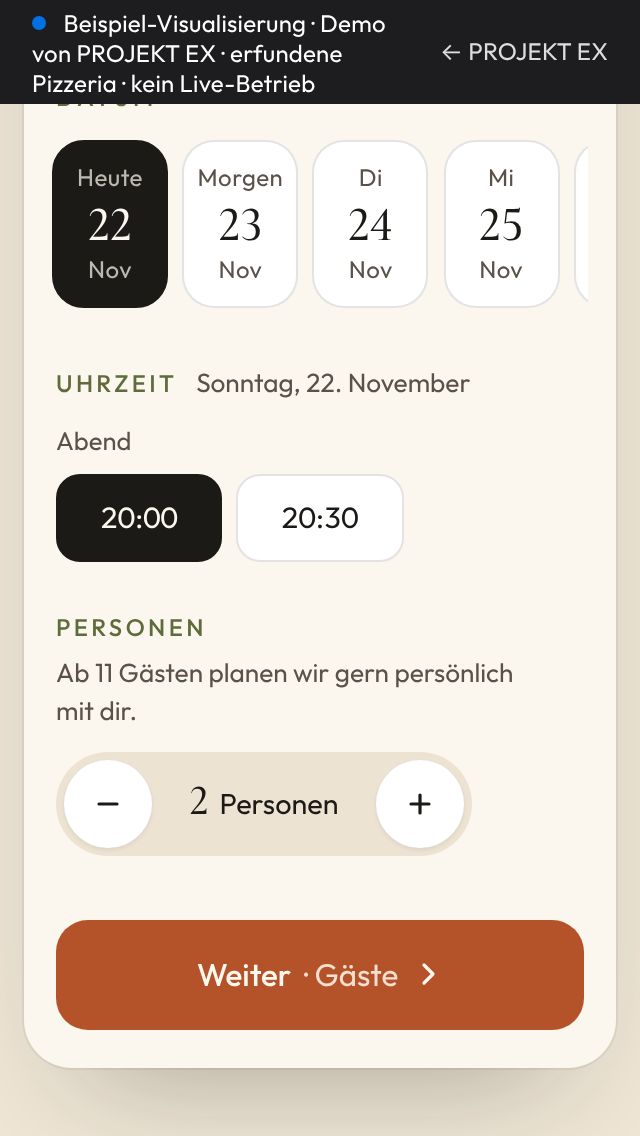 Beispiel-Visualisierung · Demo
von PROJEKT EX · erfundene
Pizzeria · kein Live-Betrieb
← PROJEKT EX
Heute
22
Nov
Morgen
23
Nov
Di
24
Nov
Mi
25
Nov
UHRZEIT Sonntag, 22. November
Abend
20:00
20:30
PERSONEN
Ab 11 Gästen planen wir gern persönlich
mit dir.
− 2 Personen +
Weiter · Gäste >